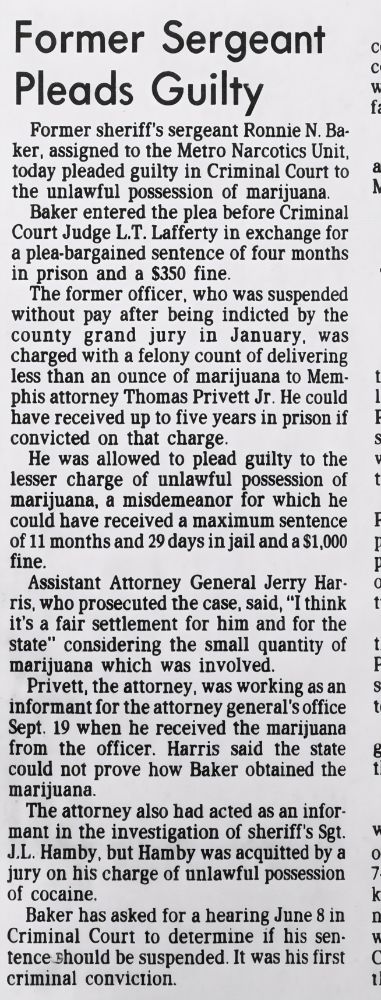 Former Sergeant
Pleads Guilty
Former sheriff's sergeant Ronnie N. Ba-
ker, assigned to the Metro Narcotics Unit,
today pleaded guilty in Criminal Court to
the unlawful possession of marijuana.
Baker entered the plea before Criminal
Court Judge L.T. Lafferty in exchange for
a plea-bargained sentence of four months
in prison and a $350 fine.
The former officer, who was suspended
without pay after being indicted by the
county grand jury in January, was
charged with a felony count of delivering
less than an ounce of marijuana to Mem-
phis attorney Thomas Privett Jr. He could
have received up to five years in prison if
convicted on that charge.
He was allowed to plead guilty to the
lesser charge of unlawful possession of
marijuana, a misdemeanor for which he
could have received a maximum sentence
of 11 months and 29 days in jail and a $1,000
fine.
Assistant Attorney General Jerry Har-
ris, who prosecuted the case, said, "I think
it's a fair settlement for him and for the
state" considering the small quantity of
marijuana which was involved.
Privett, the attorney, was working as an
informant for the attorney general's office
Sept. 19 when he received the marijuana
from the officer. Harris said the state
could not prove how Baker obtained the
marijuana.
The attorney also had acted as an infor-
mant in the investigation of sheriff's Sgt.
J.L. Hamby, but Hamby was acquitted by a
jury on his charge of unlawful possession
of cocaine.
Baker has asked for a hearing June 8 in
Criminal Court to determine if his sen-
tence should be suspended. It was his first
criminal conviction.